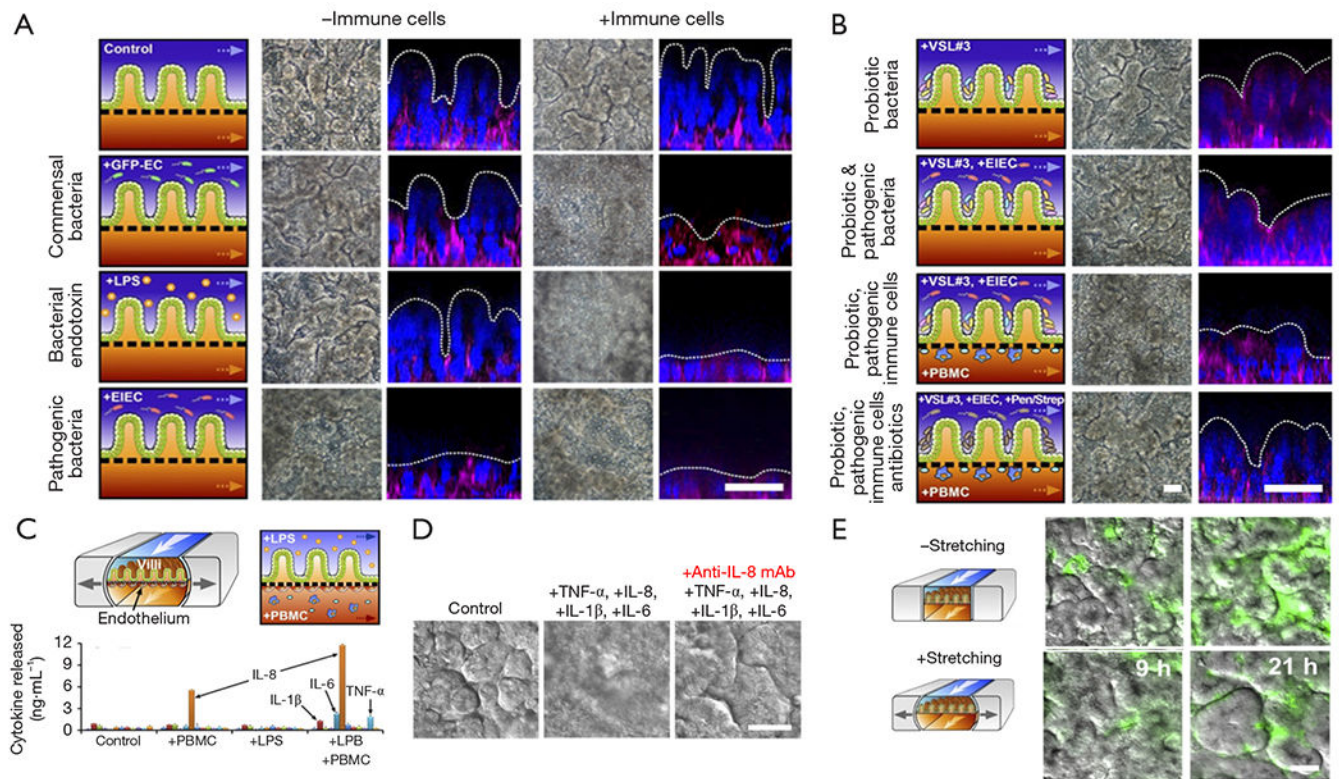 A
–Immune cells
+Immune cells
Control
Commensal
bacteria
+GFP-EC
Bacterial
endotoxin
+LPS
Pathogenic
bacteria
+EIEC
B
Probiotic
bacteria
+VSL#3
Probiotic &
pathogenic
bacteria
+VSL#3, +EIEC
Probiotic,
pathogenic
immune cells
+VSL#3, +EIEC
+PBMC
Probiotic,
pathogenic
immune cells
antibiotics
+VSL#3, +EIEC, +Pen/Strep
+PBMC
C
Villi
Endothelium
+LPS
+PBMC
Cytokine released
(ng·mL⁻¹)
12
9
6
3
0
IL-8
IL-1β
IL-6
TNF-α
Control
+PBMC
+LPS
+LPB
+PBMC
D
Control
+TNF-α, +IL-8,
+IL-1β, +IL-6
+Anti-IL-8 mAb
+TNF-α, +IL-8,
+IL-1β, +IL-6
E
–Stretching
+Stretching
9 h
21 h